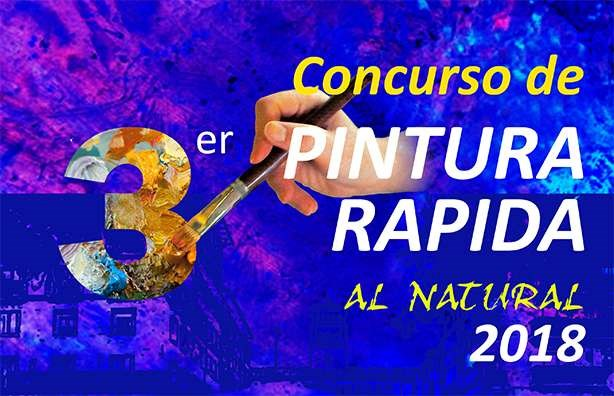 3er
Concurso de
PINTURA
RAPIDA
AL NATURAL
2018